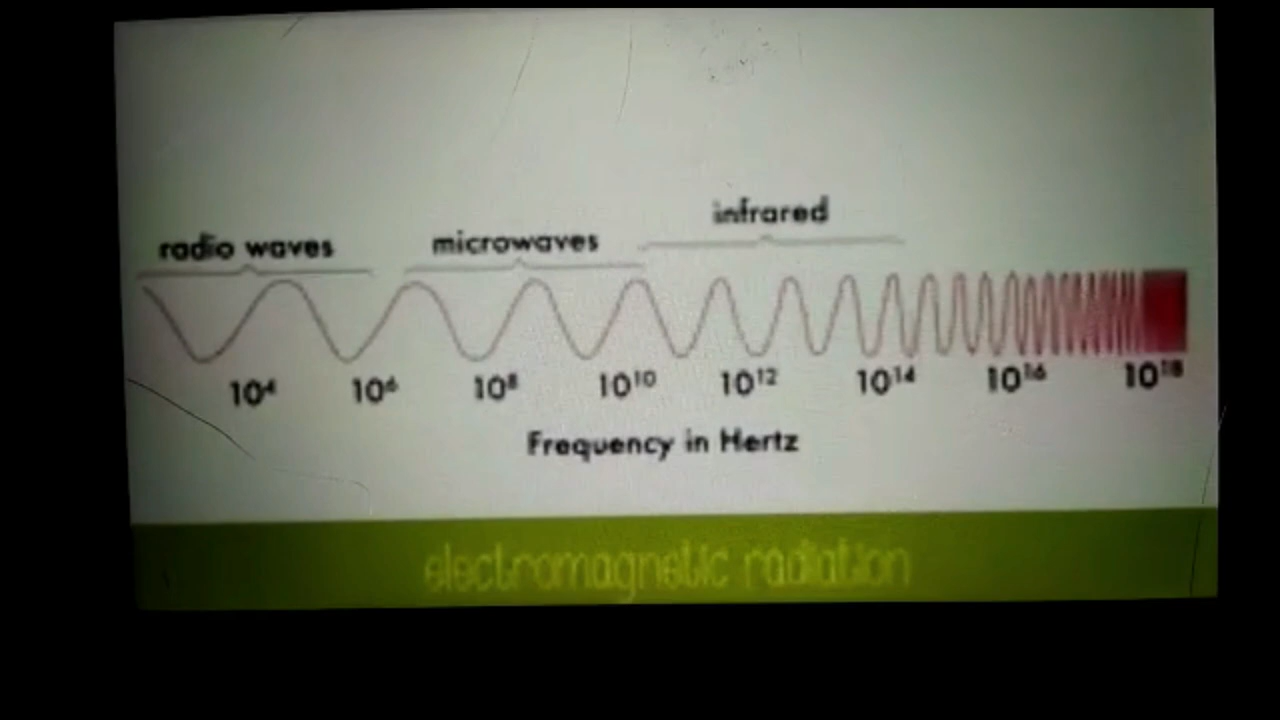 infrared
radio waves microwaves
10⁴ 10⁶ 10⁸ 10¹⁰ 10¹² 10¹⁴ 10¹⁶ 10¹⁸
Frequency in Hertz
electromagnetic radiation